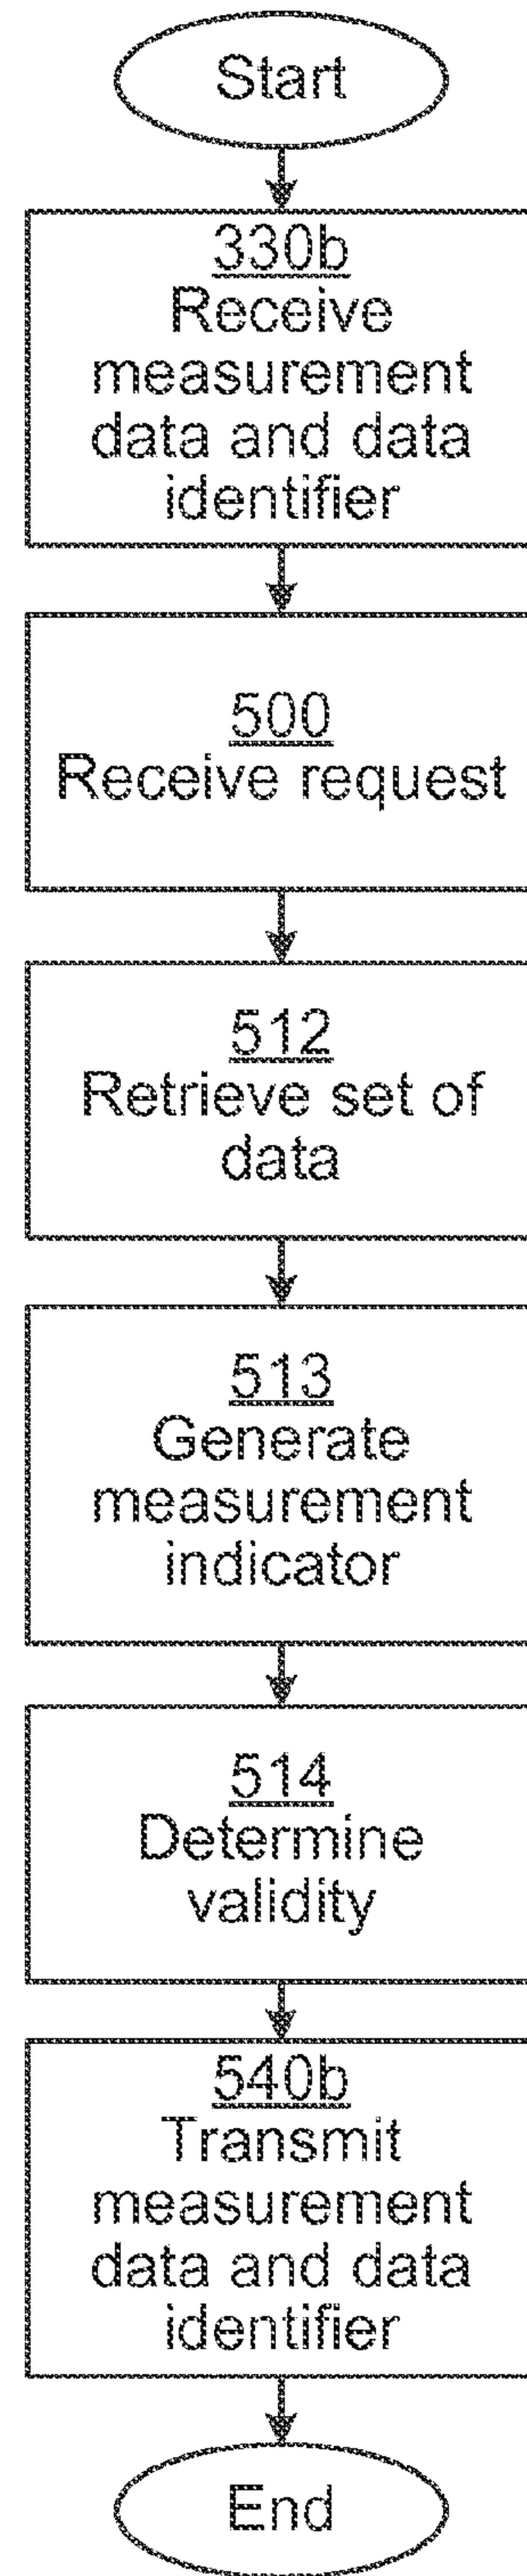 Start
330b
Receive
measurement
data and data
identifier
500
Receive request
512
Retrieve set of
data
513
Generate
measurement
indicator
514
Determine
validity
540b
Transmit
measurement
data and data
identifier
End